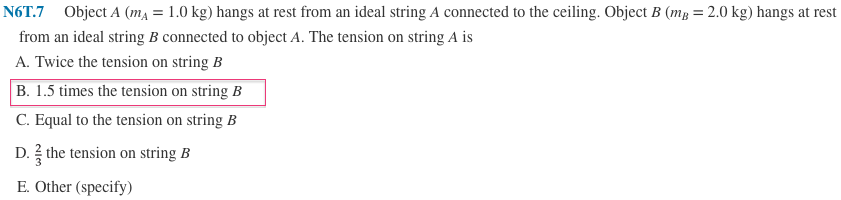 N6T.7 Object A (m_A = 1.0 kg) hangs at rest from an ideal string A connected to the ceiling. Object B (m_B = 2.0 kg) hangs at rest
from an ideal string B connected to object A. The tension on string A is
A. Twice the tension on string B
B. 1.5 times the tension on string B
C. Equal to the tension on string B
D. 2/3 the tension on string B
E. Other (specify)